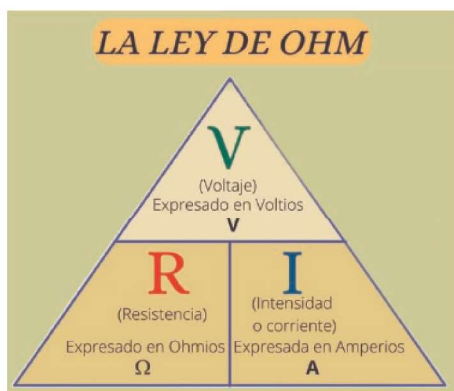 LA LEY DE OHM
V
(Voltaje)
Expresado en Voltios
V
R
(Resistencia)
Expresado en Ohmios
Ω
I
(Intensidad
o corriente)
Expresada en Amperios
A